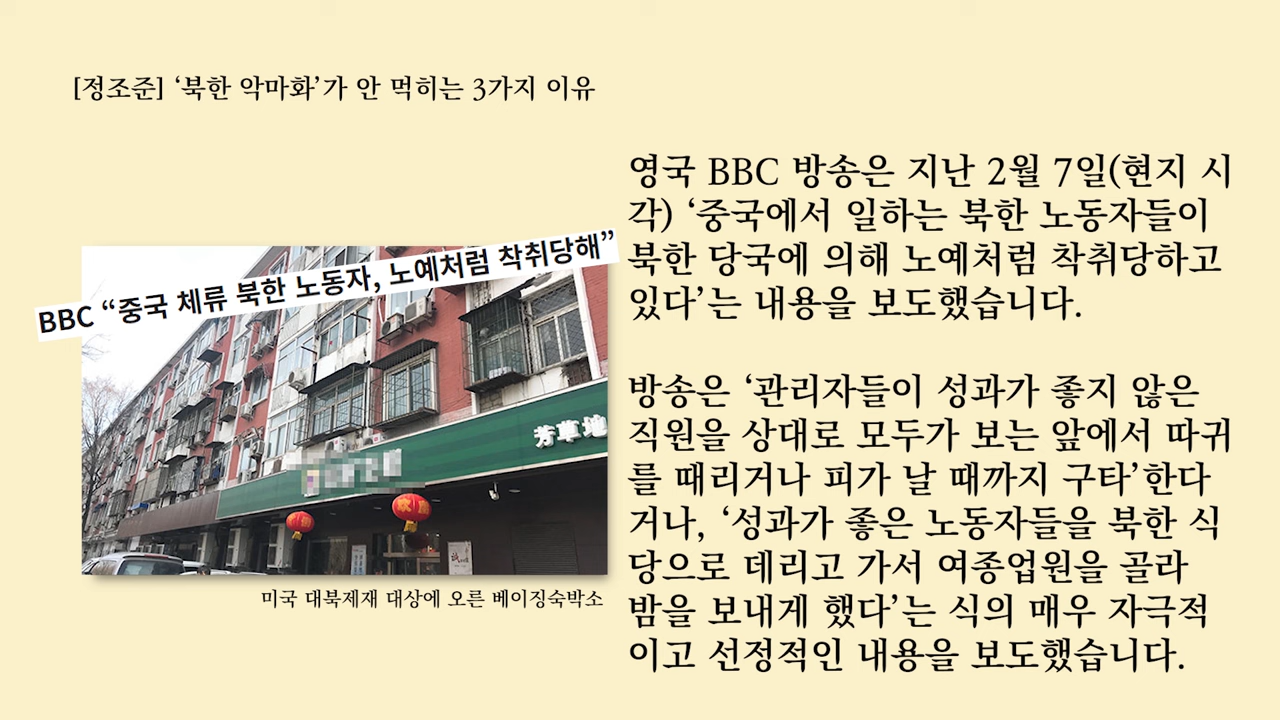 [정조준] ‘북한 악마화’가 안 먹히는 3가지 이유
BBC “중국 체류 북한 노동자, 노예처럼 착취당해”
芳草地
미국 대북제재 대상에 오른 베이징숙박소
영국 BBC 방송은 지난 2월 7일(현지 시
각) ‘중국에서 일하는 북한 노동자들이
북한 당국에 의해 노예처럼 착취당하고
있다’는 내용을 보도했습니다.
방송은 ‘관리자들이 성과가 좋지 않은
직원을 상대로 모두가 보는 앞에서 따귀
를 때리거나 피가 날 때까지 구타’한다
거나, ‘성과가 좋은 노동자들을 북한 식
당으로 데리고 가서 여종업원을 골라
밤을 보내게 했다’는 식의 매우 자극적
이고 선정적인 내용을 보도했습니다.